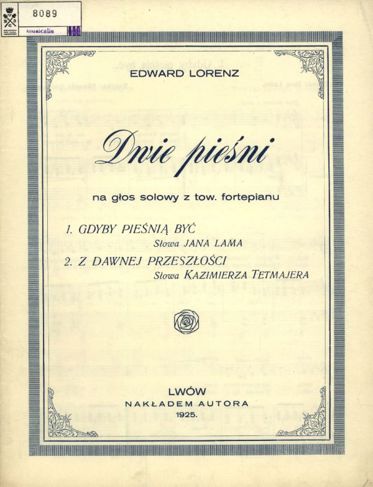 8089
musicalia
EDWARD LORENZ
Dwie pieśni
na głos solowy z tow. fortepianu
1. GDYBY PIEŚNIĄ BYĆ
Słowa JANA LAMA
2. Z DAWNEJ PRZESZŁOŚCI
Słowa KAZIMIERZA TETMAJERA
LWÓW
NAKŁADEM AUTORA
1925.